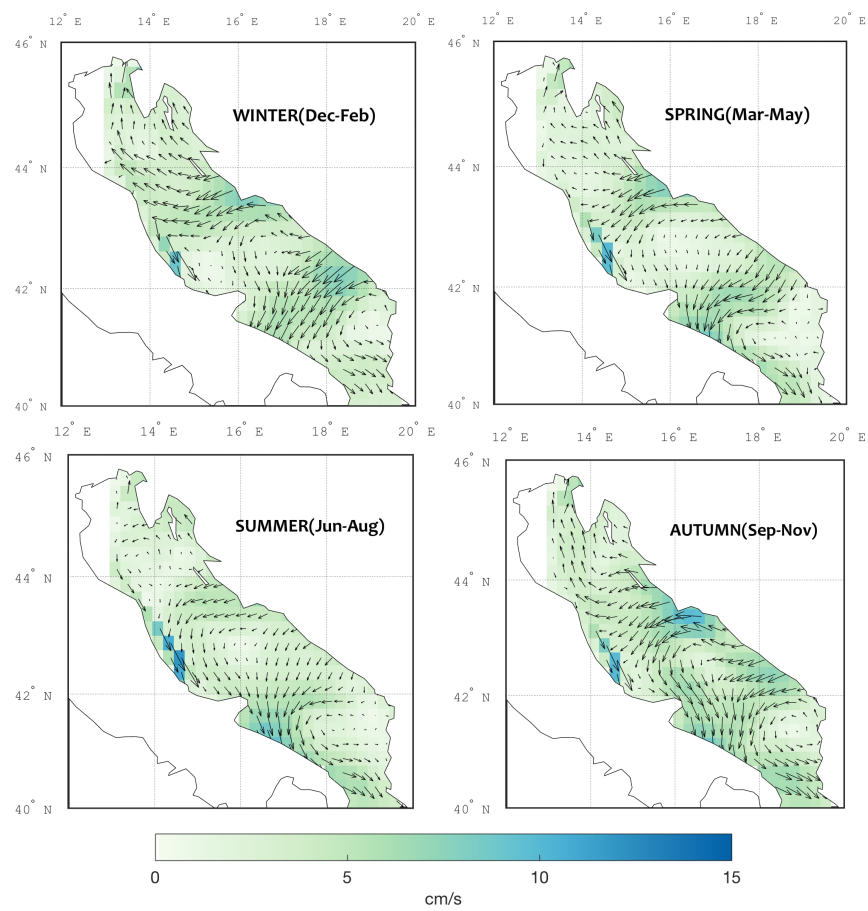 12° E 14° E 16° E 18° E 20° E
12° E 14° E 16° E 18° E 20° E
46° N
46° N
WINTER(Dec-Feb)
SPRING(Mar-May)
44° N
44° N
42° N
42° N
40° N
40° N
12° E 14° E 16° E 18° E 20° E
12° E 14° E 16° E 18° E 20° E
46° N
46° N
SUMMER(Jun-Aug)
AUTUMN(Sep-Nov)
44° N
44° N
42° N
42° N
40° N
40° N
0 5 10 15
cm/s